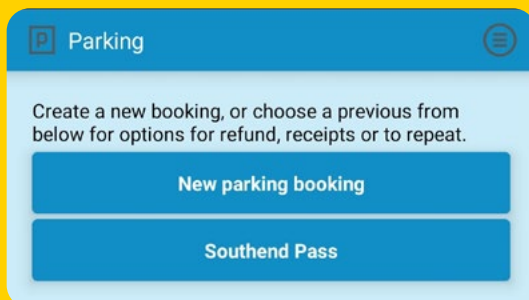 P Parking
Create a new booking, or choose a previous from
below for options for refund, receipts or to repeat.
New parking booking
Southend Pass